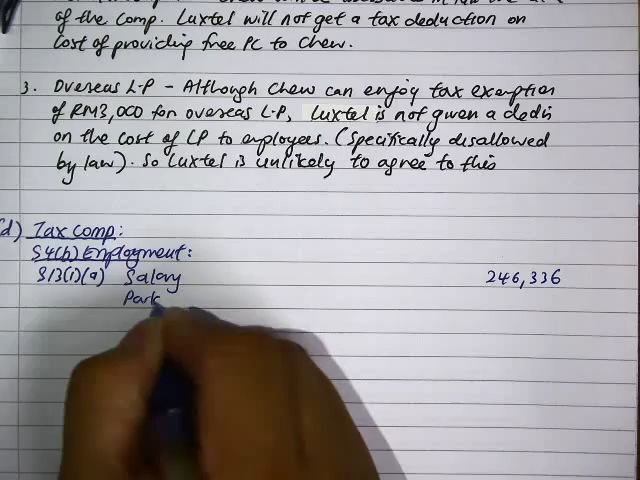 of the comp. Luxtel will not get a tax deduction on
cost of providing free PC to Chew.
3. Overseas L.P - Although Chew can enjoy tax exemption
of RM3,000 for overseas L.P, Luxtel is not given a dedn
on the cost of LP to employees. (Specifically disallowed
by law). So Luxtel is unlikely to agree to this
d) Tax comp:
S4(b) Employment:
S13(1)(a) Salary 246,336
Park